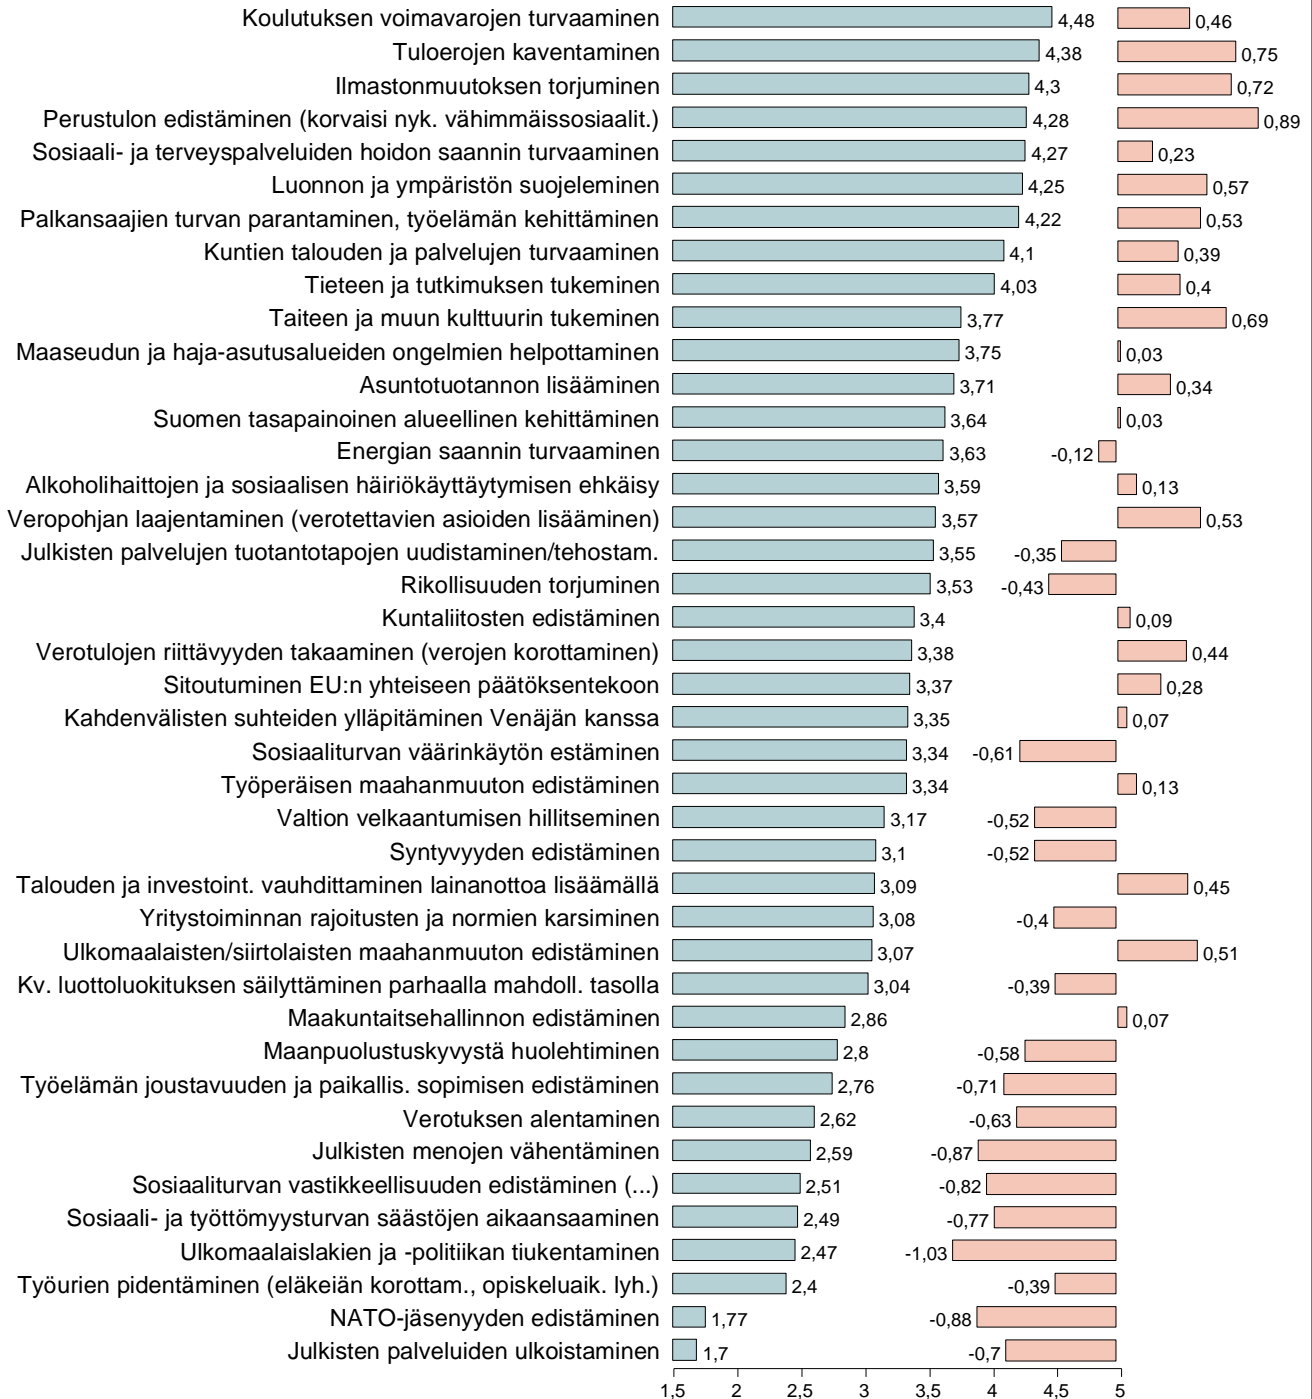 Koulutuksen voimavarojen turvaaminen 4,48 0,46
Tuloerojen kaventaminen 4,38 0,75
Ilmastonmuutoksen torjuminen 4,3 0,72
Perustulon edistäminen (korvaisi nyk. vähimmäissosiaalit.) 4,28 0,89
Sosiaali- ja terveyspalveluiden hoidon saannin turvaaminen 4,27 0,23
Luonnon ja ympäristön suojeleminen 4,25 0,57
Palkansaajien turvan parantaminen, työelämän kehittäminen 4,22 0,53
Kuntien talouden ja palvelujen turvaaminen 4,1 0,39
Tieteen ja tutkimuksen tukeminen 4,03 0,4
Taiteen ja muun kulttuurin tukeminen 3,77 0,69
Maaseudun ja haja-asutusalueiden ongelmien helpottaminen 3,75 0,03
Asuntotuotannon lisääminen 3,71 0,34
Suomen tasapainoinen alueellinen kehittäminen 3,64 0,03
Energian saannin turvaaminen 3,63 -0,12
Alkoholihaittojen ja sosiaalisen häiriökäyttäytymisen ehkäisy 3,59 0,13
Veropohjan laajentaminen (verotettavien asioiden lisääminen) 3,57 0,53
Julkisten palvelujen tuotantotapojen uudistaminen/tehostam. 3,55 -0,35
Rikollisuuden torjuminen 3,53 -0,43
Kuntaliitosten edistäminen 3,4 0,09
Verotulojen riittävyyden takaaminen (verojen korottaminen) 3,38 0,44
Sitoutuminen EU:n yhteiseen päätöksentekoon 3,37 0,28
Kahdenvälisten suhteiden ylläpitäminen Venäjän kanssa 3,35 0,07
Sosiaaliturvan väärinkäytön estäminen 3,34 -0,61
Työperäisen maahanmuuton edistäminen 3,34 0,13
Valtion velkaantumisen hillitseminen 3,17 -0,52
Syntyvyyden edistäminen 3,1 -0,52
Talouden ja investoint. vauhdittaminen lainanottoa lisäämällä 3,09 0,45
Yritystoiminnan rajoitusten ja normien karsiminen 3,08 -0,4
Ulkomaalaisten/siirtolaisten maahanmuuton edistäminen 3,07 0,51
Kv. luottoluokituksen säilyttäminen parhaalla mahdoll. tasolla 3,04 -0,39
Maakuntaitsehallinnon edistäminen 2,86 0,07
Maanpuolustuskyvystä huolehtiminen 2,8 -0,58
Työelämän joustavuuden ja paikallis. sopimisen edistäminen 2,76 -0,71
Verotuksen alentaminen 2,62 -0,63
Julkisten menojen vähentäminen 2,59 -0,87
Sosiaaliturvan vastikkeellisuuden edistäminen (...) 2,51 -0,82
Sosiaali- ja työttömyysturvan säästöjen aikaansaaminen 2,49 -0,77
Ulkomaalaislakien ja -politiikan tiukentaminen 2,47 -1,03
Työurien pidentäminen (eläkeiän korottam., opiskeluaik. lyh.) 2,4 -0,39
NATO-jäsenyyden edistäminen 1,77 -0,88
Julkisten palveluiden ulkoistaminen 1,7 -0,7
1,5 2 2,5 3 3,5 4 4,5 5